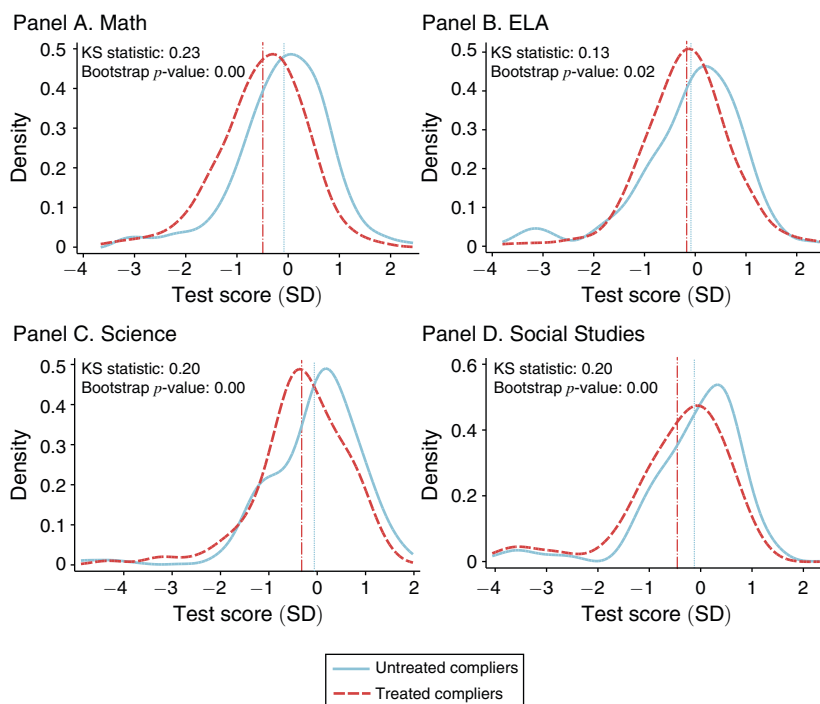 Panel A. Math
KS statistic: 0.23
Bootstrap p-value: 0.00
0.5
0.4
0.3
0.2
0.1
0
Density
−4 −3 −2 −1 0 1 2
Test score (SD)
Panel B. ELA
KS statistic: 0.13
Bootstrap p-value: 0.02
0.5
0.4
0.3
0.2
0.1
0
Density
−4 −3 −2 −1 0 1 2
Test score (SD)
Panel C. Science
KS statistic: 0.20
Bootstrap p-value: 0.00
0.5
0.4
0.3
0.2
0.1
0
Density
−4 −3 −2 −1 0 1 2
Test score (SD)
Panel D. Social Studies
KS statistic: 0.20
Bootstrap p-value: 0.00
0.6
0.4
0.2
0
Density
−4 −3 −2 −1 0 1 2
Test score (SD)
Untreated compliers
Treated compliers